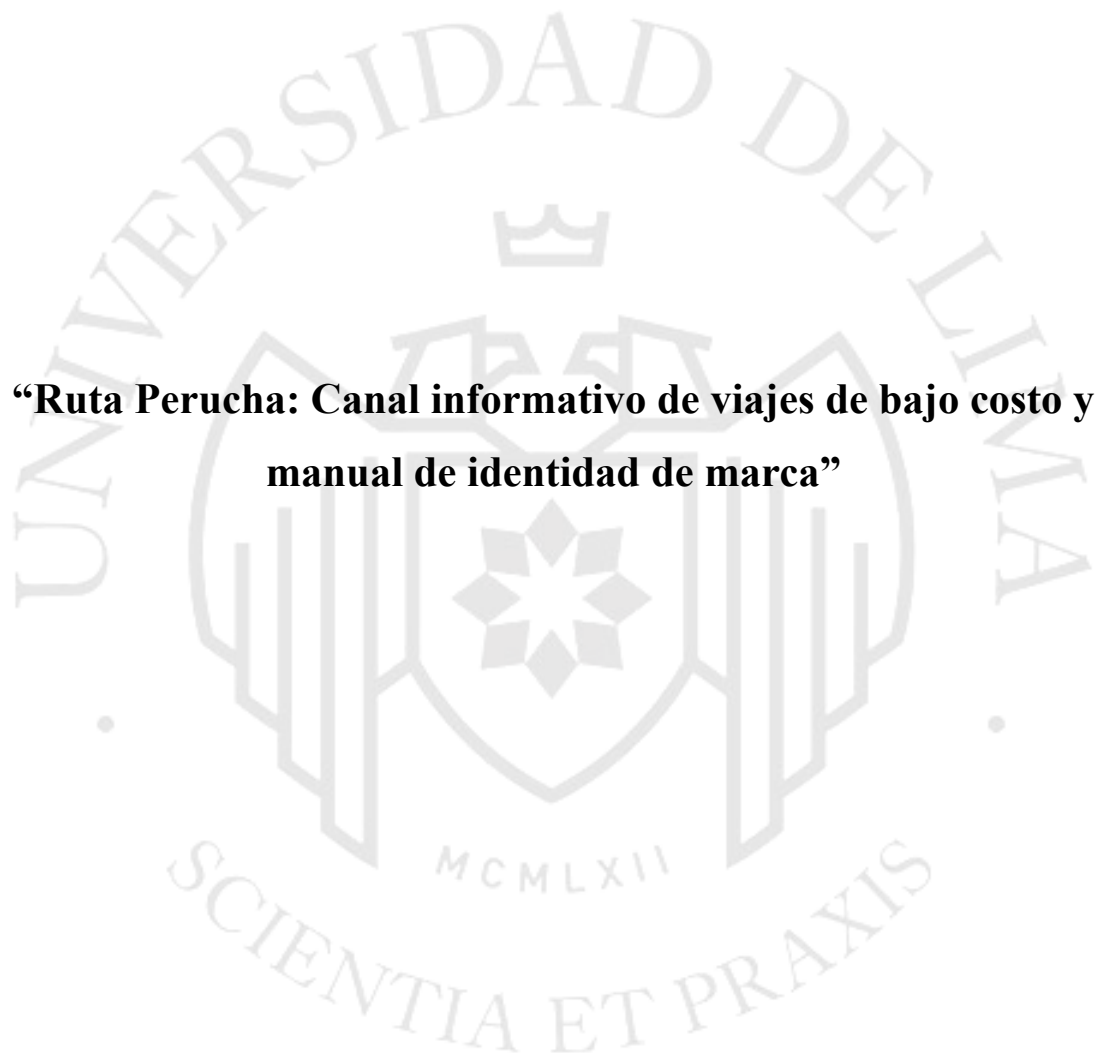 UNIVERSIDAD DE LIMA
“Ruta Perucha: Canal informativo de viajes de bajo costo y
manual de identidad de marca”
MCMLXII
SCIENTIA ET PRAXIS